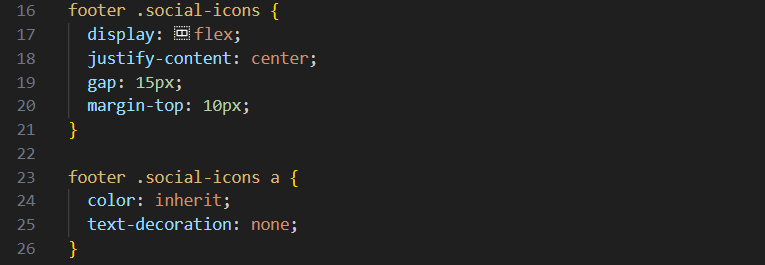 16 footer .social-icons {
17   display: flex;
18   justify-content: center;
19   gap: 15px;
20   margin-top: 10px;
21 }
22
23 footer .social-icons a {
24   color: inherit;
25   text-decoration: none;
26 }